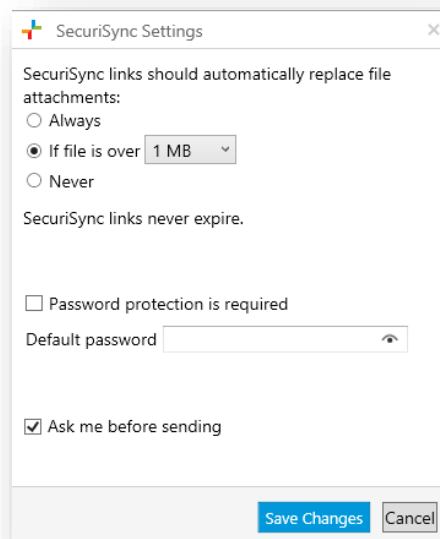 SecuriSync Settings
SecuriSync links should automatically replace file
attachments:
Always
If file is over 1 MB
Never
SecuriSync links never expire.
Password protection is required
Default password
Ask me before sending
Save Changes Cancel